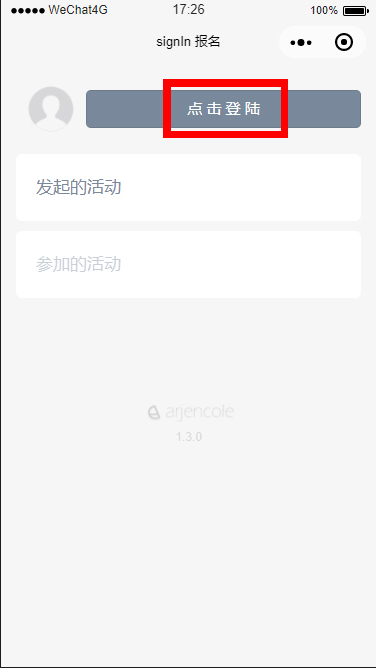 WeChat4G 17:26 100%
signIn 报名
点击登陆
发起的活动
参加的活动
arjencole
1.3.0